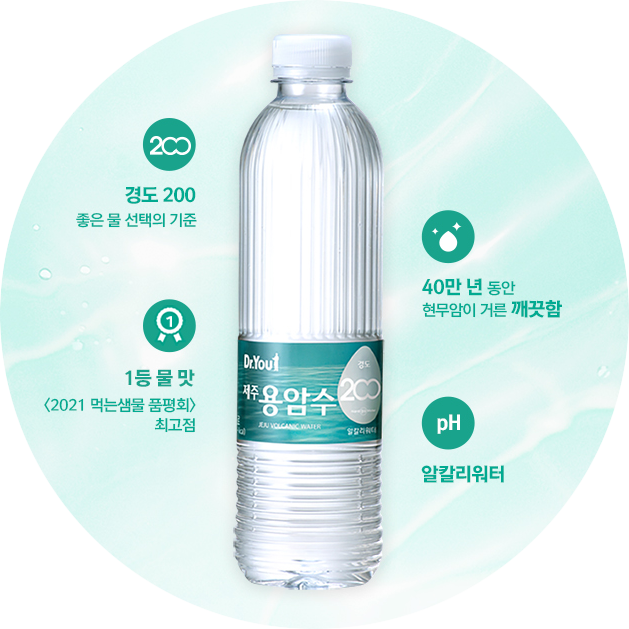 200
경도 200
좋은 물 선택의 기준
40만 년 동안
현무암이 거른 깨끗함
1
1등 물 맛
〈2021 먹는샘물 품평회〉
최고점
pH
알칼리워터
Dr.You
제주 용암수
JEJU VOLCANIC WATER
경도
200
알칼리워터